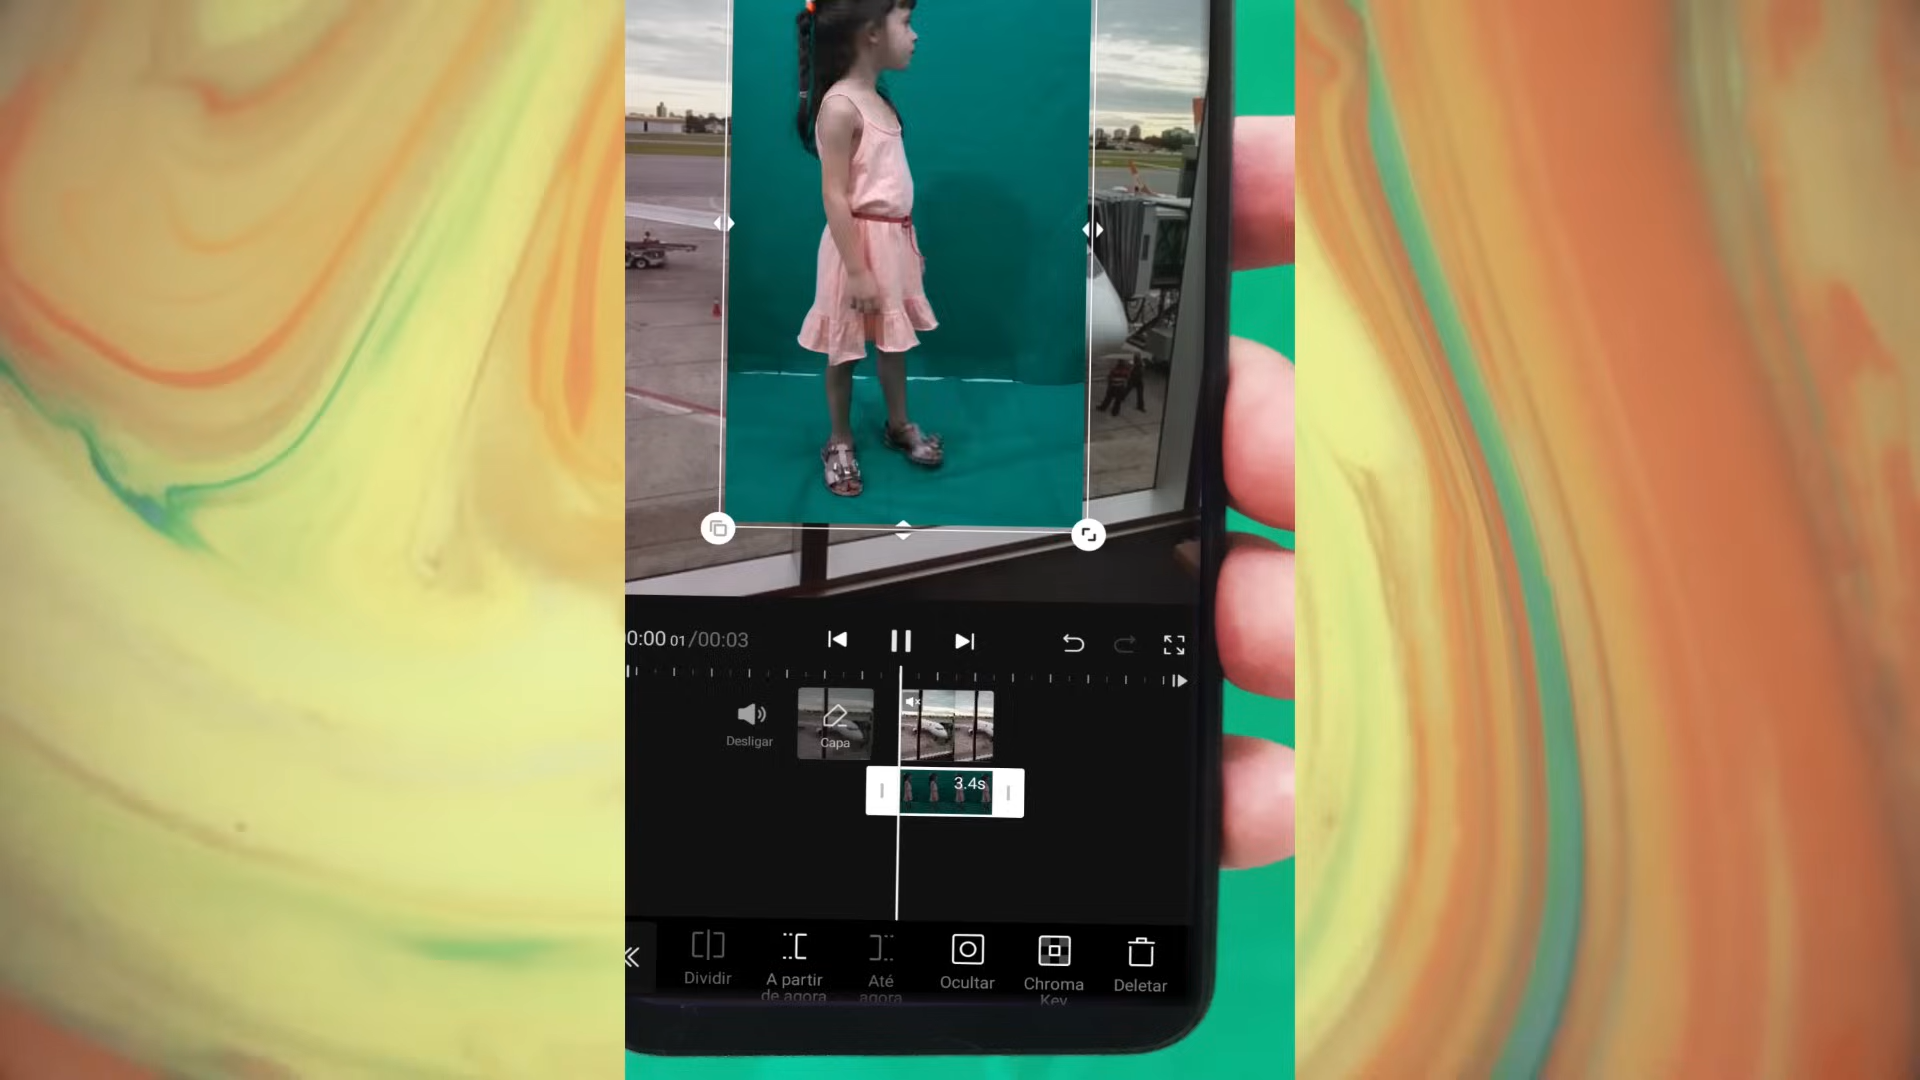 0:00 01/00:03
Desligar
Capa
3.4s
Dividir
A partir
de agora
Até
agora
Ocultar
Chroma
Key
Deletar